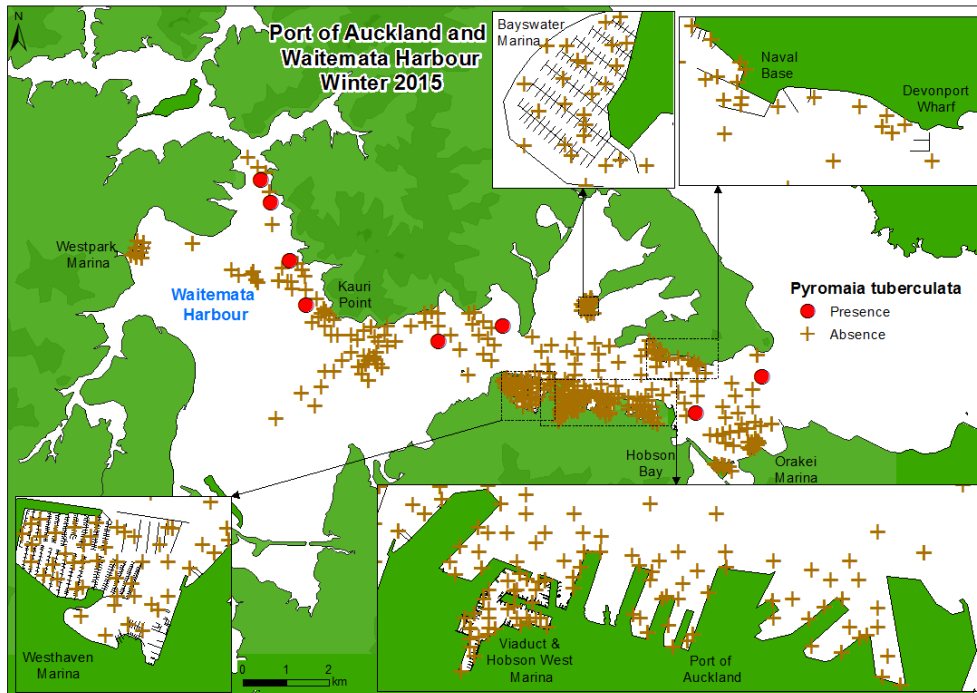 N
Port of Auckland and
Waitemata Harbour
Winter 2015
Bayswater
Marina
Naval
Base
Devonport
Wharf
Westpark
Marina
Waitemata
Harbour
Kauri
Point
Pyromaia tuberculata
Presence
Absence
Hobson
Bay
Orakei
Marina
Westhaven
Marina
0 1 2
km
Viaduct &
Hobson West
Marina
Port of
Auckland